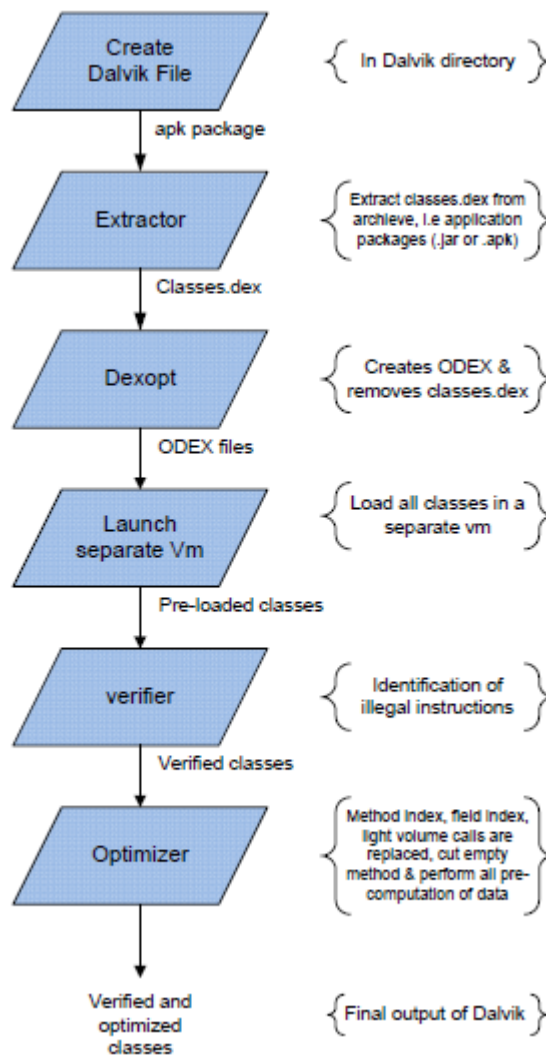 Create
Dalvik File
In Dalvik directory
apk package
Extractor
Extract classes.dex from
archieve, i.e application
packages (.jar or .apk)
Classes.dex
Dexopt
Creates ODEX &
removes classes.dex
ODEX files
Launch
separate Vm
Load all classes in a
separate vm
Pre-loaded classes
verifier
Identification of
illegal instructions
Verified classes
Optimizer
Method index, field index,
light volume calls are
replaced, cut empty
method & perform all pre-
computation of data
Verified and
optimized
classes
Final output of Dalvik